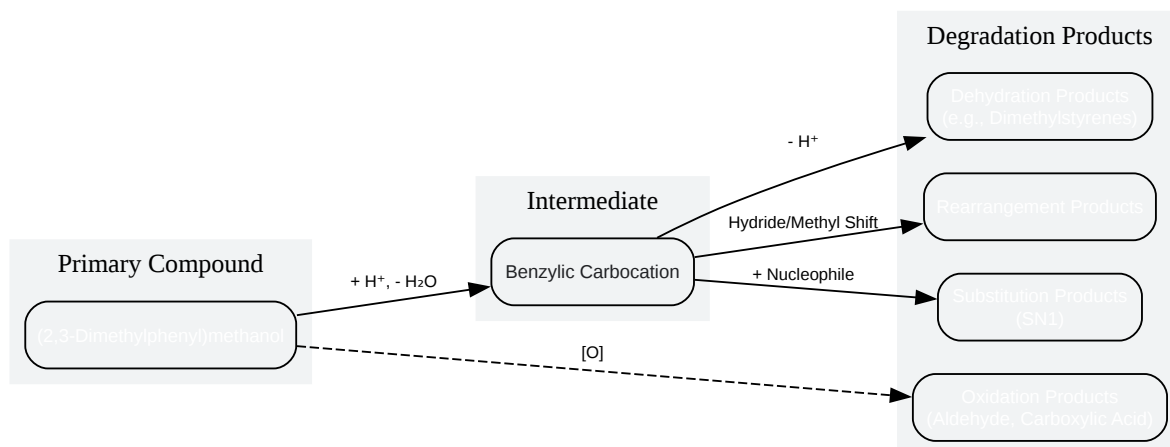 Primary Compound
(2,3-Dimethylphenyl)methanol
+ H⁺, - H₂O
[O]
Intermediate
Benzylic Carbocation
- H⁺
Hydride/Methyl Shift
+ Nucleophile
Degradation Products
Dehydration Products
(e.g., Dimethylstyrenes)
Rearrangement Products
Substitution Products
(SN1)
Oxidation Products
(Aldehyde, Carboxylic Acid)